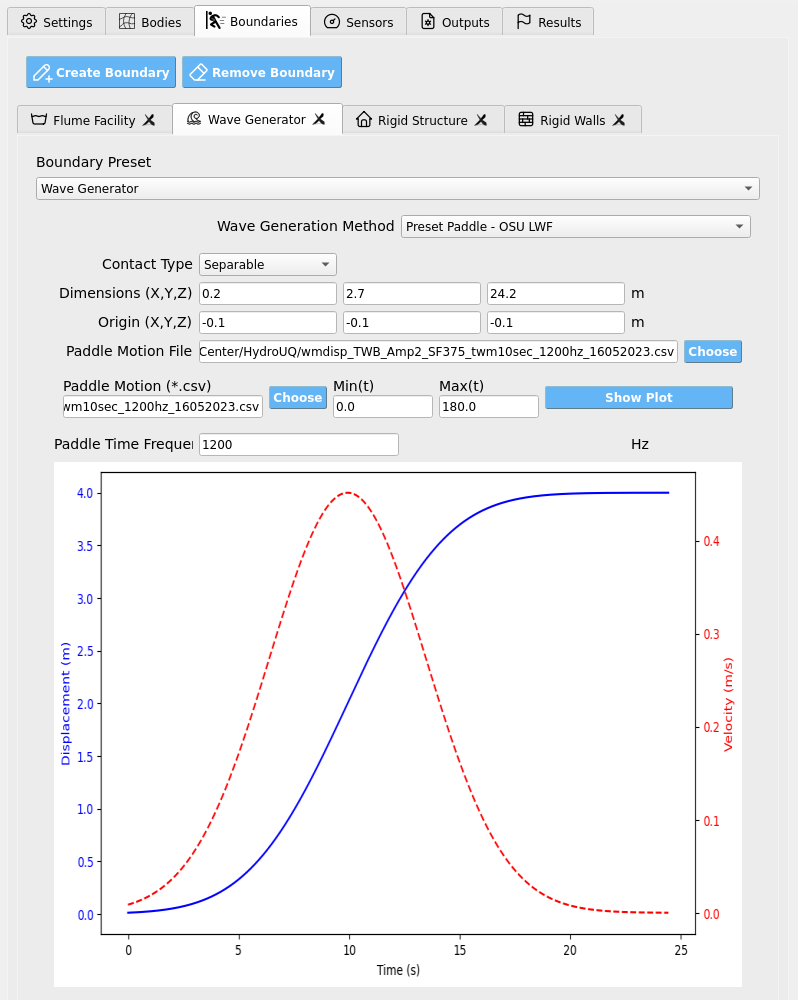 Settings Bodies Boundaries Sensors Outputs Results
Create Boundary Remove Boundary
Flume Facility Wave Generator Rigid Structure Rigid Walls
Boundary Preset
Wave Generator
Wave Generation Method Preset Paddle - OSU LWF
Contact Type Separable
Dimensions (X,Y,Z) 0.2 2.7 24.2 m
Origin (X,Y,Z) -0.1 -0.1 -0.1 m
Paddle Motion File Center/HydroUQ/wmdisp_TWB_Amp2_SF375_twm10sec_1200hz_16052023.csv Choose
Paddle Motion (*.csv) Min(t) Max(t)
wm10sec_1200hz_16052023.csv Choose 0.0 180.0 Show Plot
Paddle Time Frequer 1200 Hz
4.0
3.5
3.0
2.5
2.0
1.5
1.0
0.5
0.0
Displacement (m)
0.4
0.3
0.2
0.1
0.0
Velocity (m/s)
0 5 10 15 20 25
Time (s)